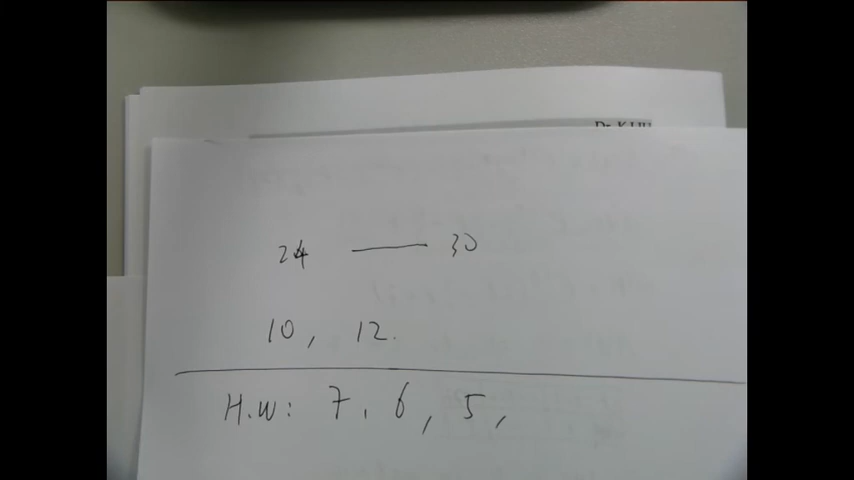 24 — 30
10, 12.
H.W: 7, 6, 5,